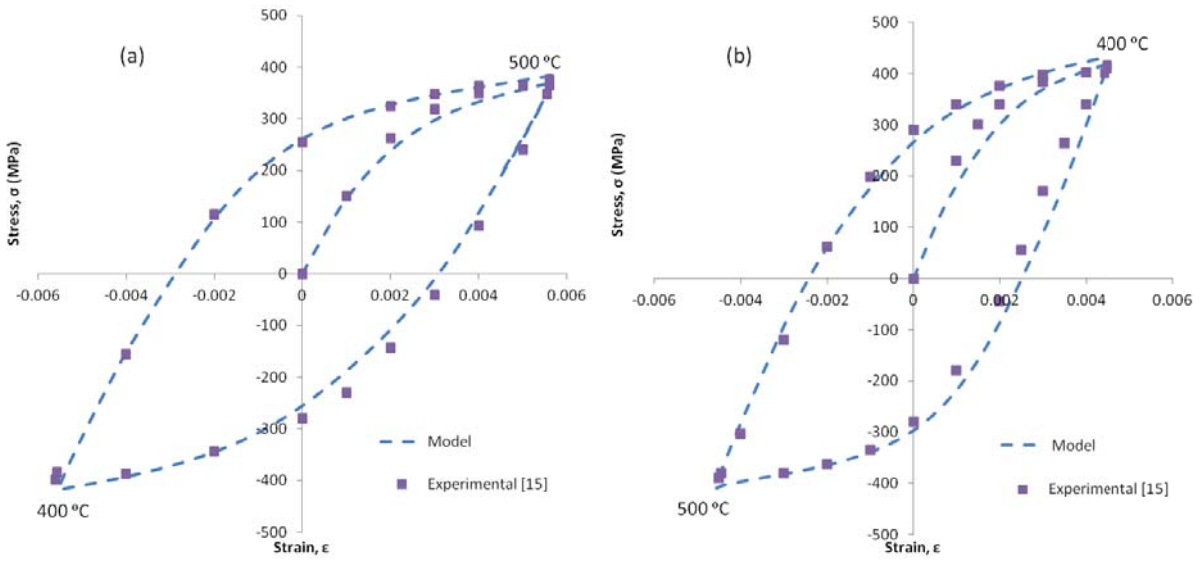 (a)
500
400
300
200
100
0
-100
-200
-300
-400
-500
-0.006
-0.004
-0.002
0
0.002
0.004
0.006
Stress, σ (MPa)
Strain, ε
500 ºC
400 ºC
Model
Experimental [15]
(b)
500
400
300
200
100
0
-100
-200
-300
-400
-500
-0.006
-0.004
-0.002
0
0.002
0.004
0.006
Stress, σ (MPa)
Strain, ε
400 ºC
500 ºC
Model
Experimental [15]